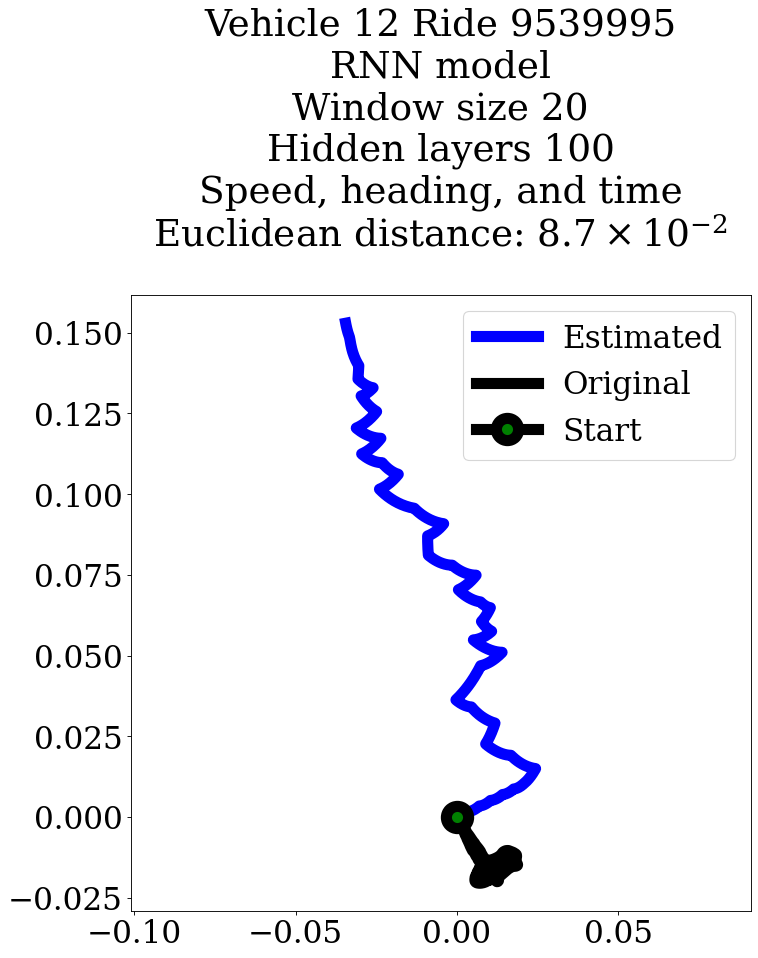 Vehicle 12 Ride 9539995
RNN model
Window size 20
Hidden layers 100
Speed, heading, and time
Euclidean distance: 8.7 × 10⁻²
Estimated
Original
Start
0.150
0.125
0.100
0.075
0.050
0.025
0.000
−0.025
−0.10 −0.05 0.00 0.05